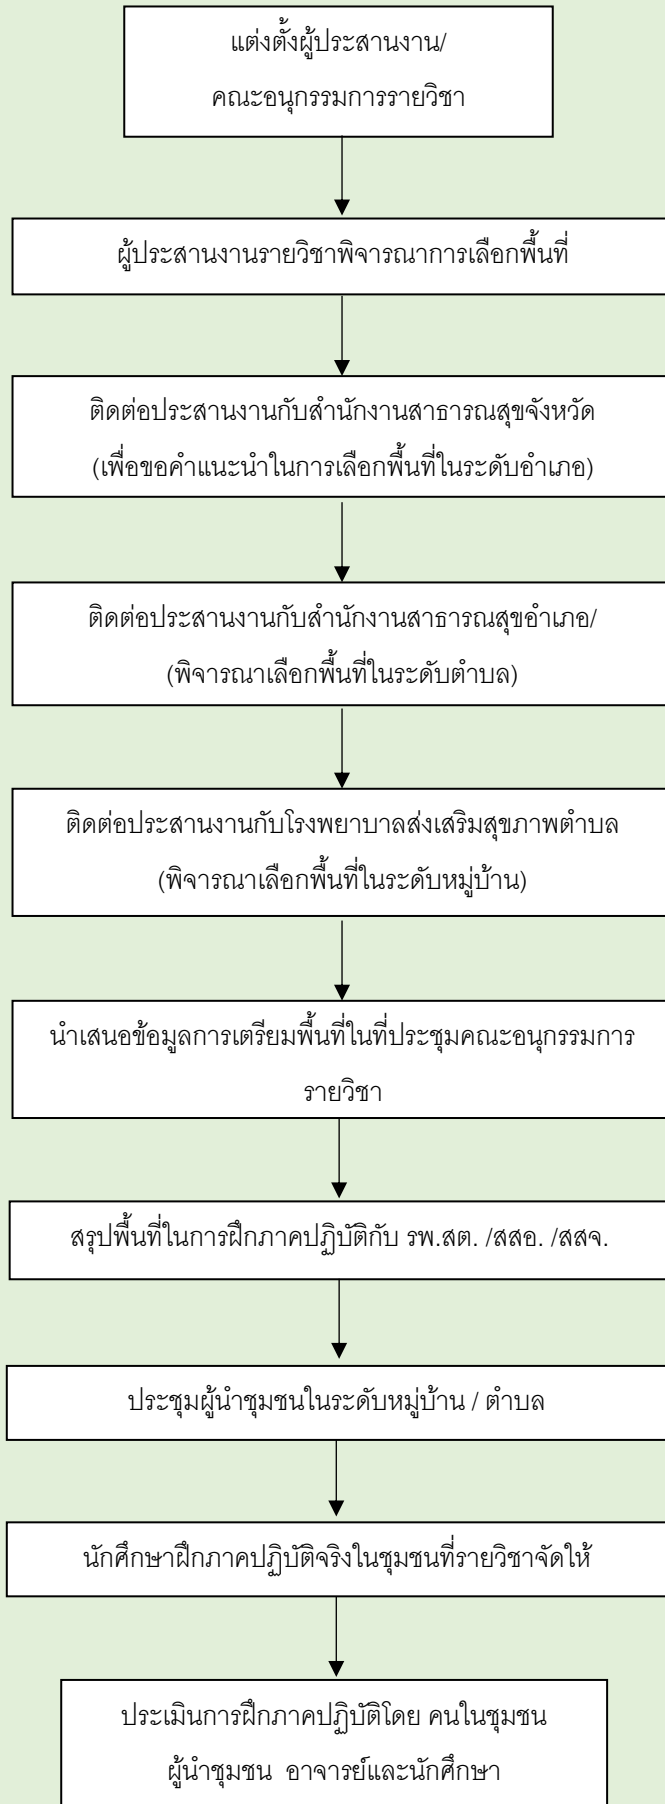 แต่งตั้งผู้ประสานงาน/
คณะอนุกรรมการรายวิชา
ผู้ประสานงานรายวิชาพิจารณาการเลือกพื้นที่
ติดต่อประสานงานกับสำนักงานสาธารณสุขจังหวัด
(เพื่อขอคำแนะนำในการเลือกพื้นที่ในระดับอำเภอ)
ติดต่อประสานงานกับสำนักงานสาธารณสุขอำเภอ/
(พิจารณาเลือกพื้นที่ในระดับตำบล)
ติดต่อประสานงานกับโรงพยาบาลส่งเสริมสุขภาพตำบล
(พิจารณาเลือกพื้นที่ในระดับหมู่บ้าน)
นำเสนอข้อมูลการเตรียมพื้นที่ในที่ประชุมคณะอนุกรรมการ
รายวิชา
สรุปพื้นที่ในการฝึกภาคปฏิบัติกับ รพ.สต. /สสอ. /สสจ.
ประชุมผู้นำชุมชนในระดับหมู่บ้าน / ตำบล
นักศึกษาฝึกภาคปฏิบัติจริงในชุมชนที่รายวิชาจัดให้
ประเมินการฝึกภาคปฏิบัติโดย คนในชุมชน
ผู้นำชุมชน อาจารย์และนักศึกษา